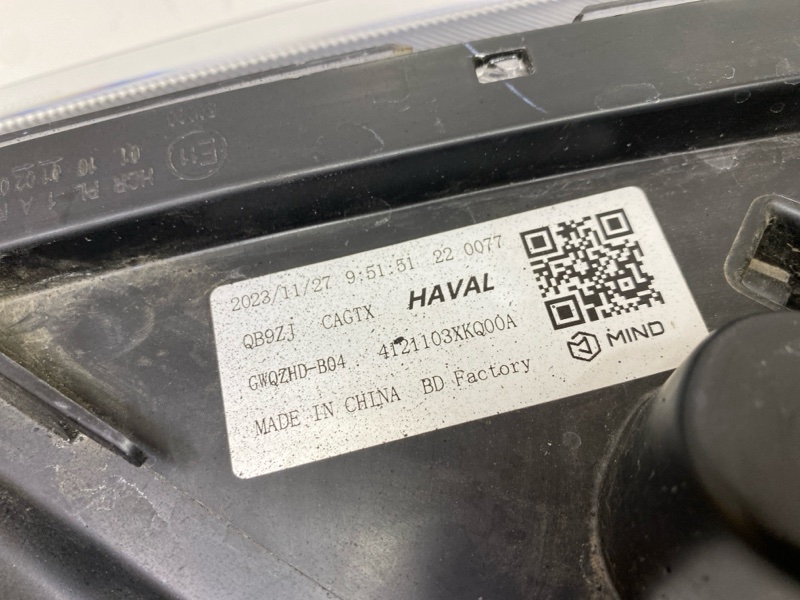 E11
2023/11/27 9:51:51 22 0077
QB9ZJ CAGTX HAVAL
GWQZHD-B04 4121103XKQ00A
MIND
MADE IN CHINA BD Factory